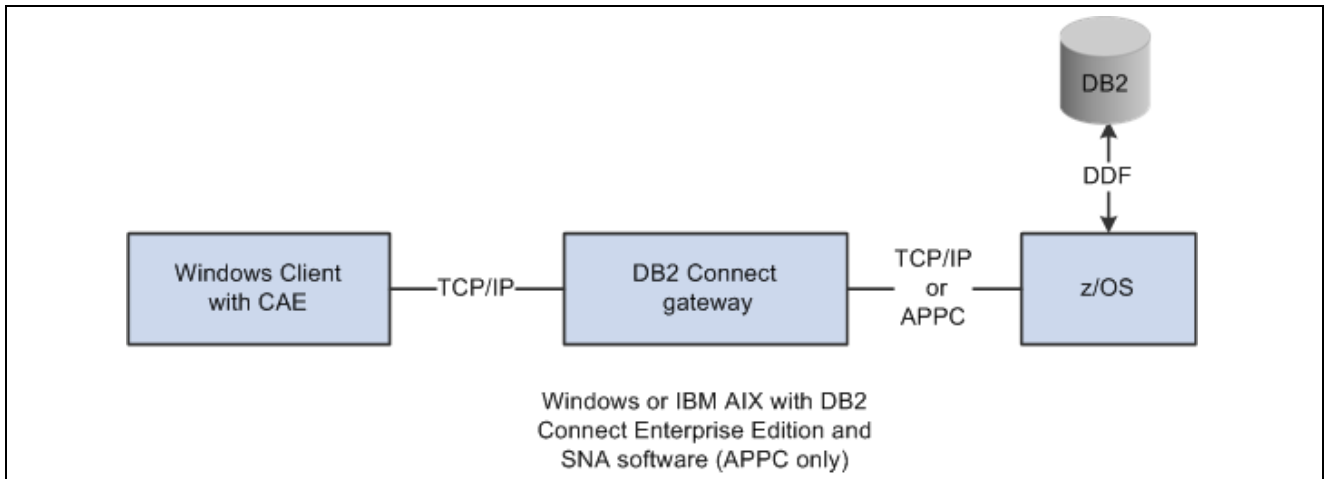 DB2
DDF
Windows Client
with CAE
TCP/IP
DB2 Connect
gateway
TCP/IP
or
APPC
z/OS
Windows or IBM AIX with DB2
Connect Enterprise Edition and
SNA software (APPC only)